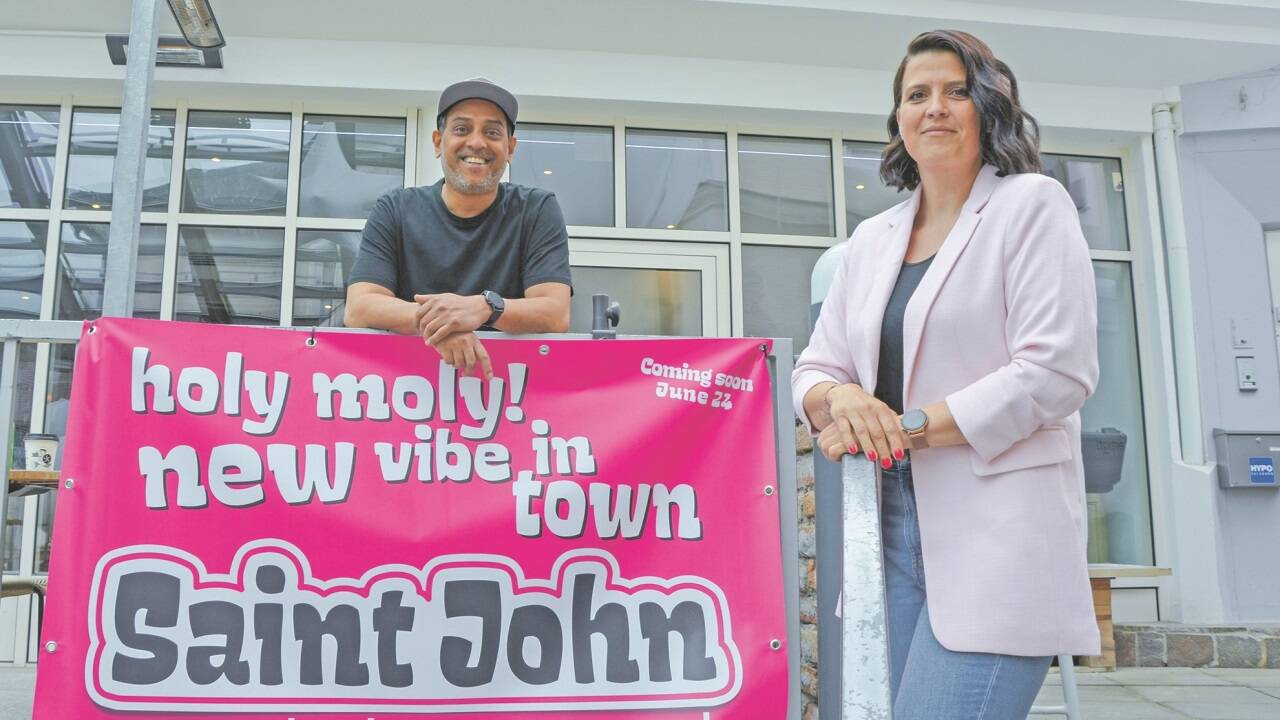 holy moly!
new vibe in
town
Coming soon
June 24
Saint John
HYPO